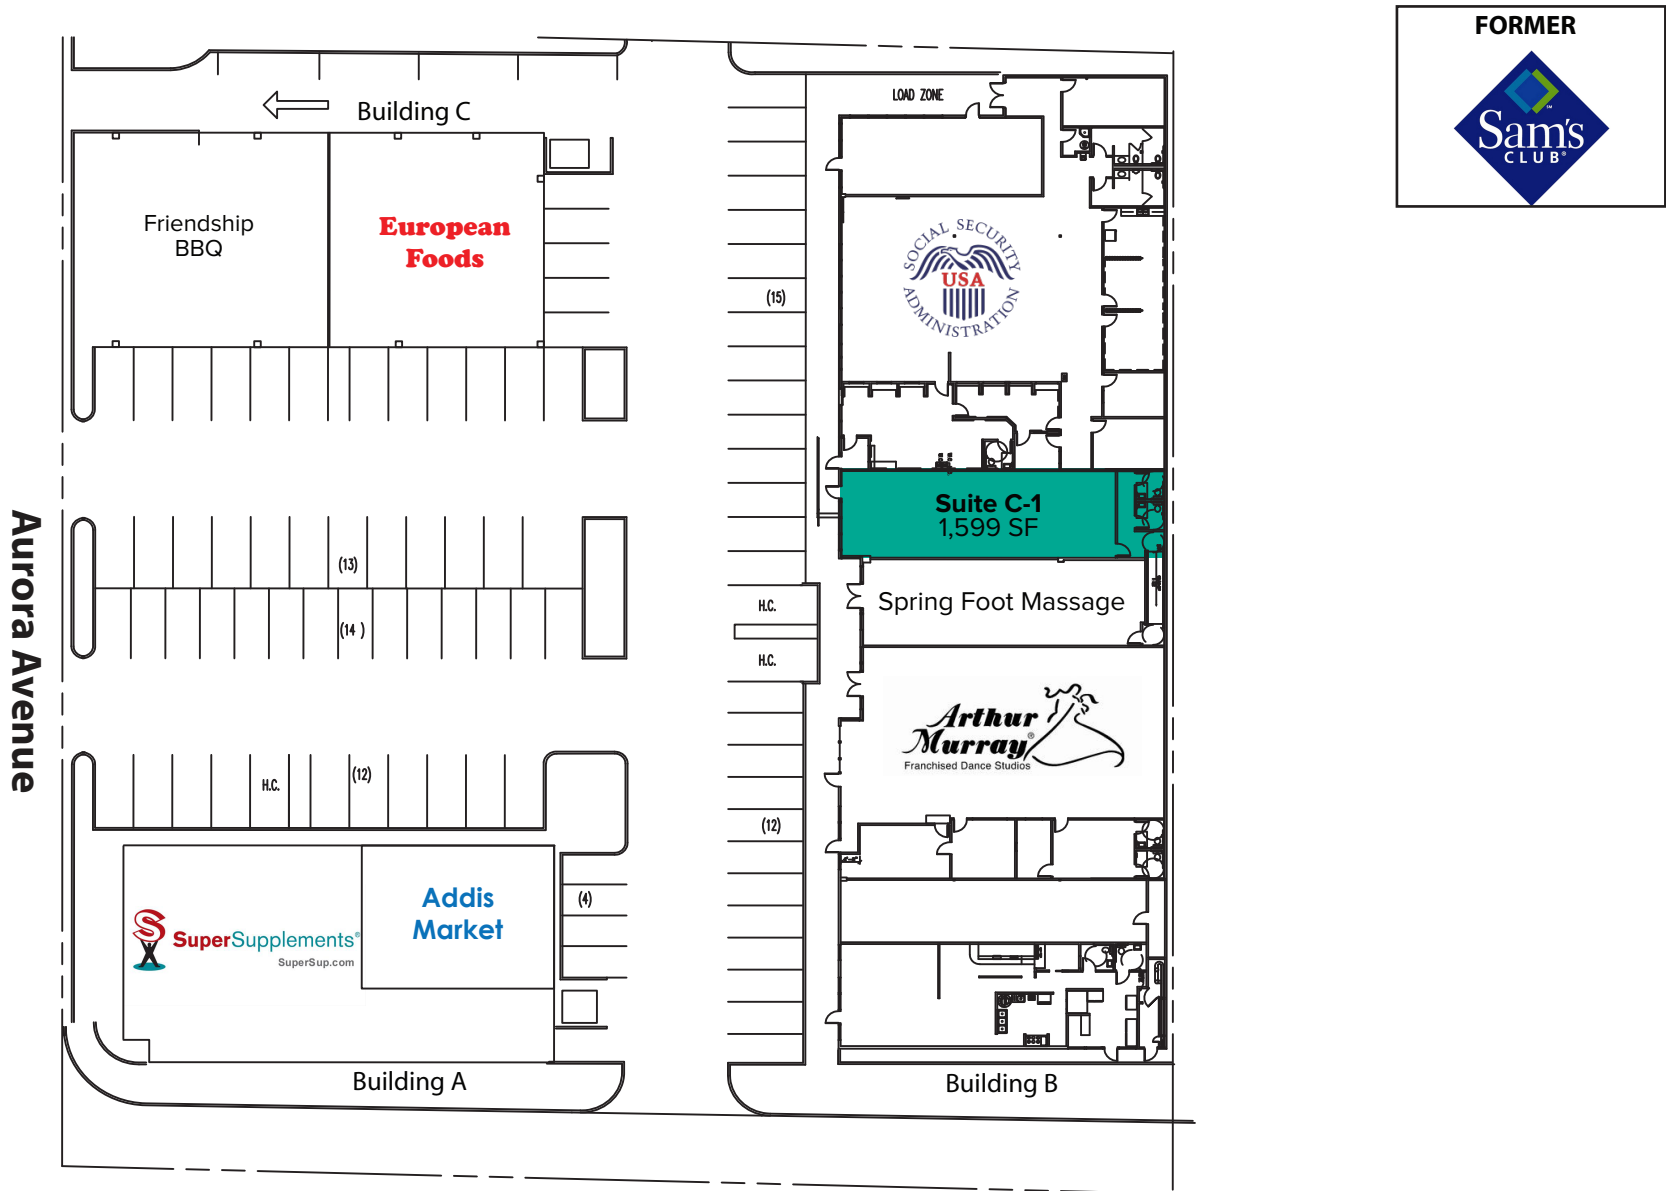 FORMER
Sam's
CLUB®
LOAD ZONE
Building C
Friendship
BBQ
European
Foods
SOCIAL SECURITY
USA
ADMINISTRATION
(15)
Suite C-1
1,599 SF
Aurora Avenue
(13)
(14 )
H.C.
H.C.
Spring Foot Massage
Arthur
Murray®
Franchised Dance Studios
H.C.
(12)
(12)
Addis
Market
(4)
SuperSupplements®
SuperSup.com
Building A
Building B